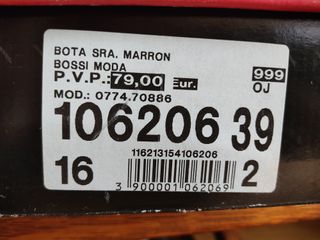 BOTA SRA. MARRON
BOSSI MODA
P.V.P.: 79,00 Eur. 999
MOD.: 0774.70886 OJ
106206 39
116213154106206
16 2
3 900001 062069